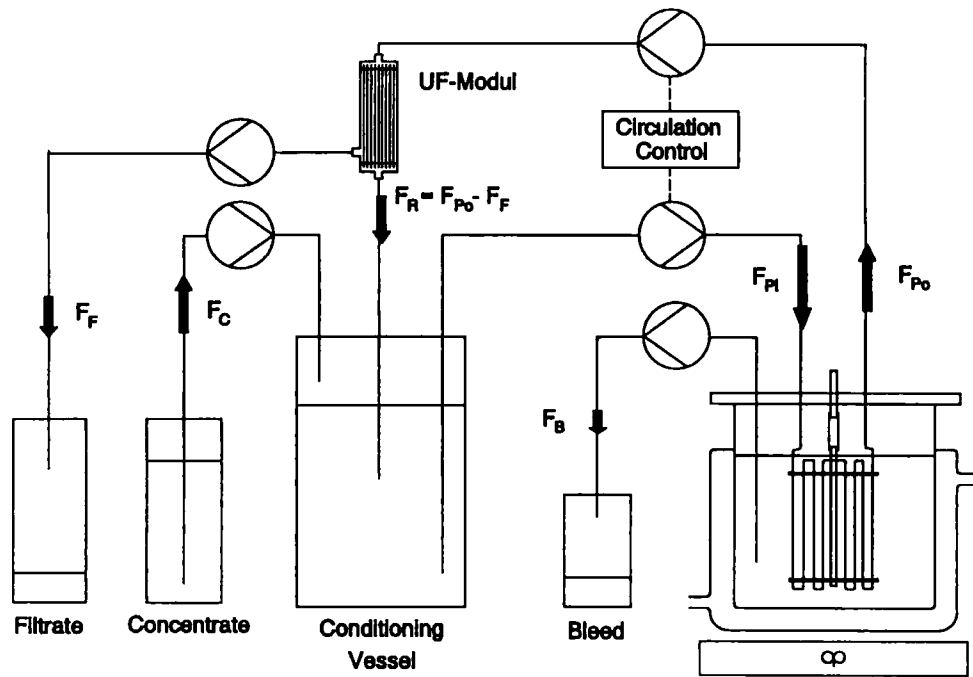 UF-Modul
Circulation
Control
F_R = F_Po - F_F
F_F
F_C
F_PI
F_Po
F_B
Filtrate
Concentrate
Conditioning
Vessel
Bleed